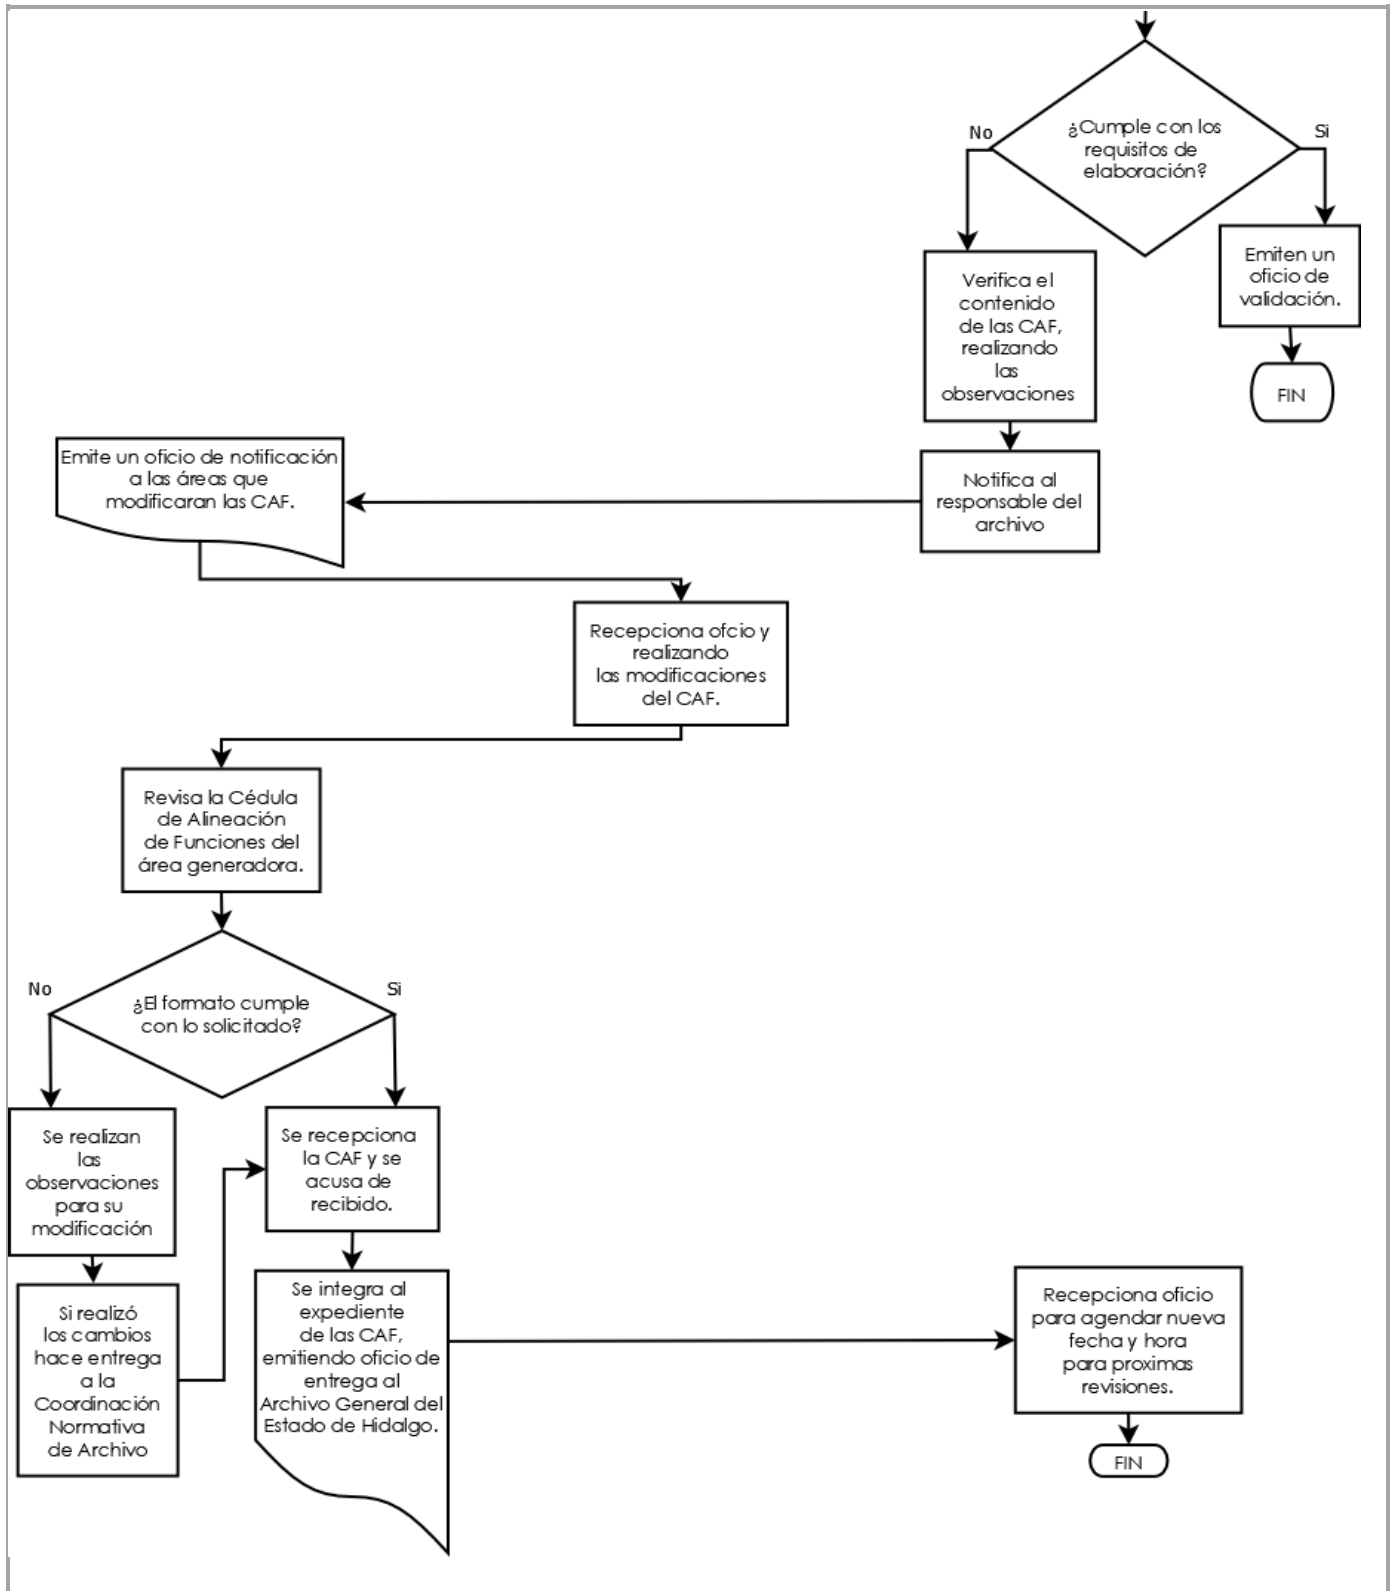 ¿Cumple con los
requisitos de
elaboración?
No
Si
Verifica el
contenido
de las CAF,
realizando
las
observaciones
Emiten un
oficio de
validación.
FIN
Notifica al
responsable del
archivo
Emite un oficio de notificación
a las áreas que
modificaran las CAF.
Recepciona ofcio y
realizando
las modificaciones
del CAF.
Revisa la Cédula
de Alineación
de Funciones del
área generadora.
¿El formato cumple
con lo solicitado?
No
Si
Se realizan
las
observaciones
para su
modificación
Si realizó
los cambios
hace entrega
a la
Coordinación
Normativa
de Archivo
Se recepciona
la CAF y se
acusa de
recibido.
Se integra al
expediente
de las CAF,
emitiendo oficio de
entrega al
Archivo General del
Estado de Hidalgo.
Recepciona oficio
para agendar nueva
fecha y hora
para proximas
revisiones.
FIN